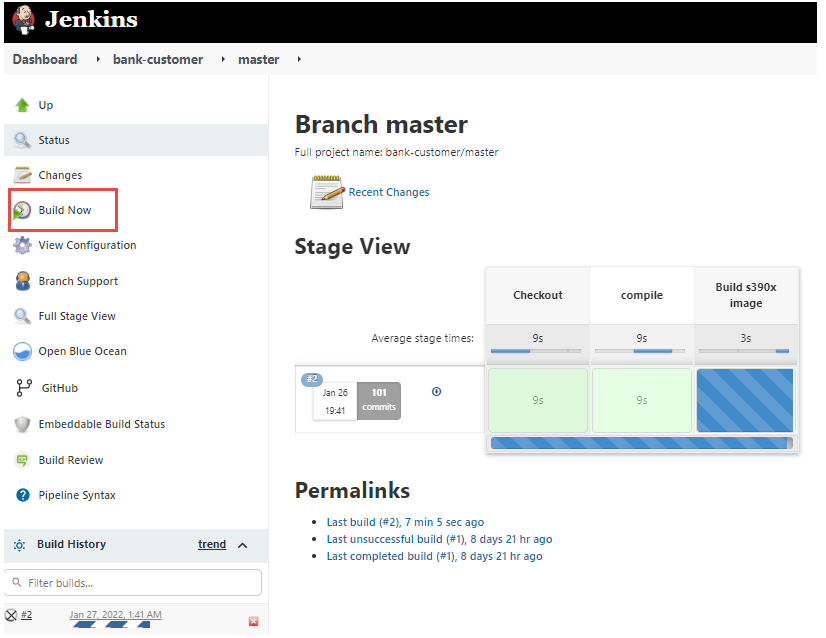 Jenkins
Dashboard
bank-customer
master
Up
Status
Changes
Build Now
View Configuration
Branch Support
Full Stage View
Open Blue Ocean
GitHub
Embeddable Build Status
Build Review
Pipeline Syntax
Build History
trend
Filter builds...
#2
Jan 27, 2022, 1:41 AM
Branch master
Full project name: bank-customer/master
Recent Changes
Stage View
Checkout
compile
Build s390x
image
Average stage times:
9s
9s
3s
#2
Jan 26
19:41
101
commits
9s
9s
Permalinks
Last build (#2), 7 min 5 sec ago
Last unsuccessful build (#1), 8 days 21 hr ago
Last completed build (#1), 8 days 21 hr ago